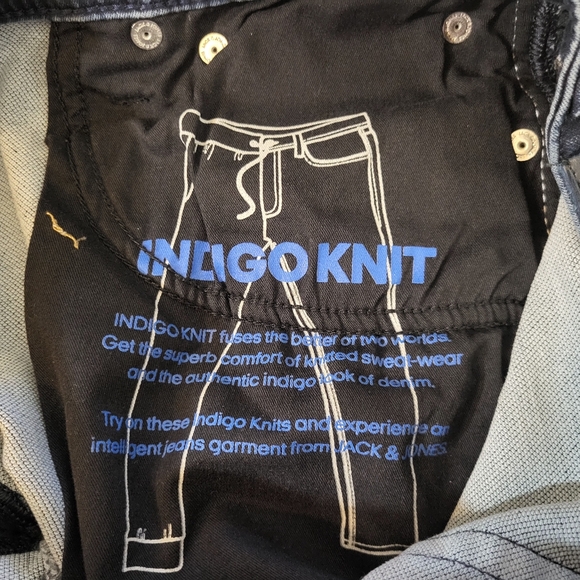 INDIGO KNIT
INDIGO KNIT fuses the better of two worlds.
Get the superb comfort of knitted sweat-wear
and the authentic indigo look of denim.
Try on these Indigo Knits and experience an
intelligent jeans garment from JACK & JONES.